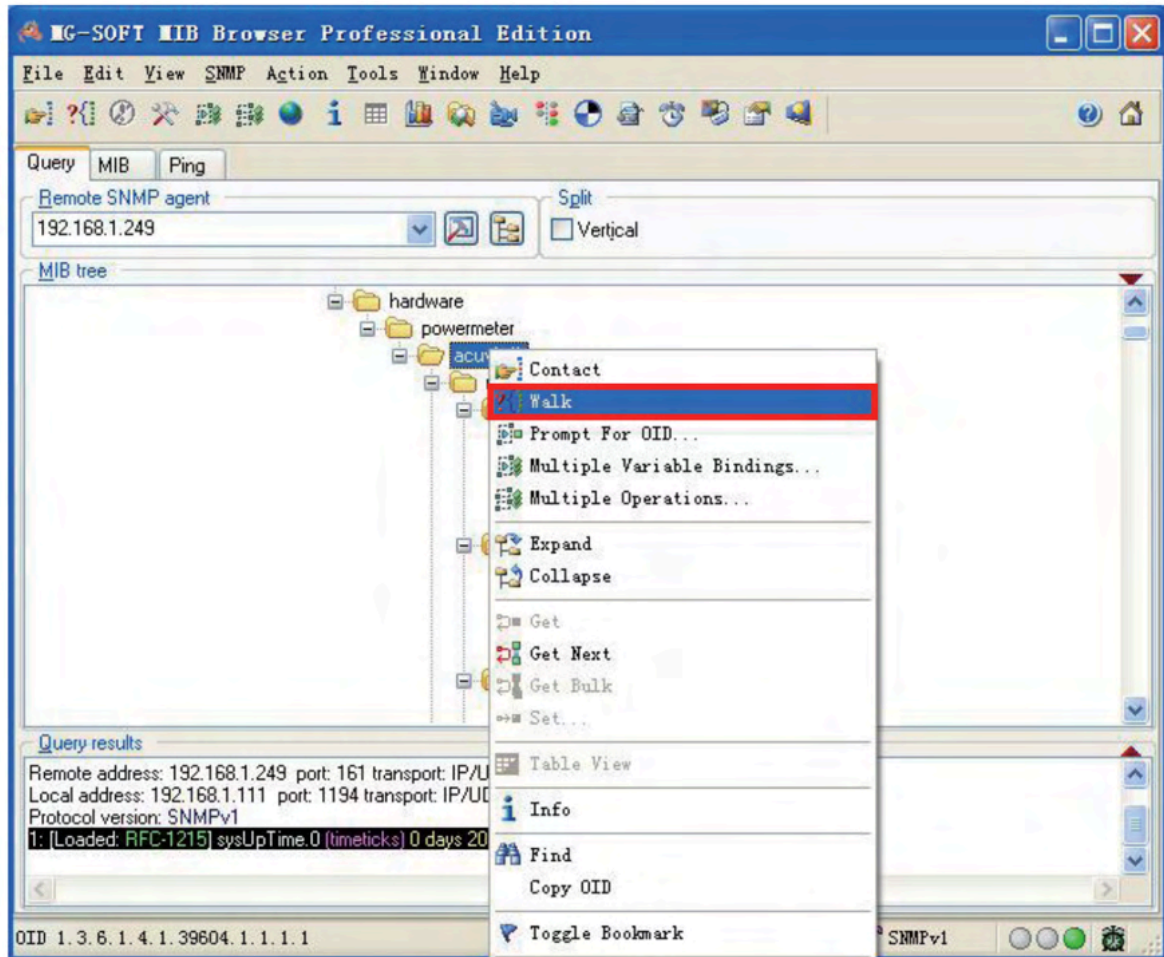 MG-SOFT MIB Browser Professional Edition
File Edit View SNMP Action Tools Window Help
Query MIB Ping
Remote SNMP agent
Split
192.168.1.249
Vertical
MIB tree
hardware
powermeter
Contact
Walk
Prompt For OID...
Multiple Variable Bindings...
Multiple Operations...
Expand
Collapse
Get
Get Next
Get Bulk
Set...
Table View
Info
Find
Copy OID
Toggle Bookmark
Query results
Remote address: 192.168.1.249 port: 161 transport: IP/U
Local address: 192.168.1.111 port: 1194 transport: IP/UD
Protocol version: SNMPv1
1: [Loaded: RFC-1215] sysUpTime.0 (timeticks) 0 days 20
OID 1.3.6.1.4.1.39604.1.1.1.1
SNMPv1